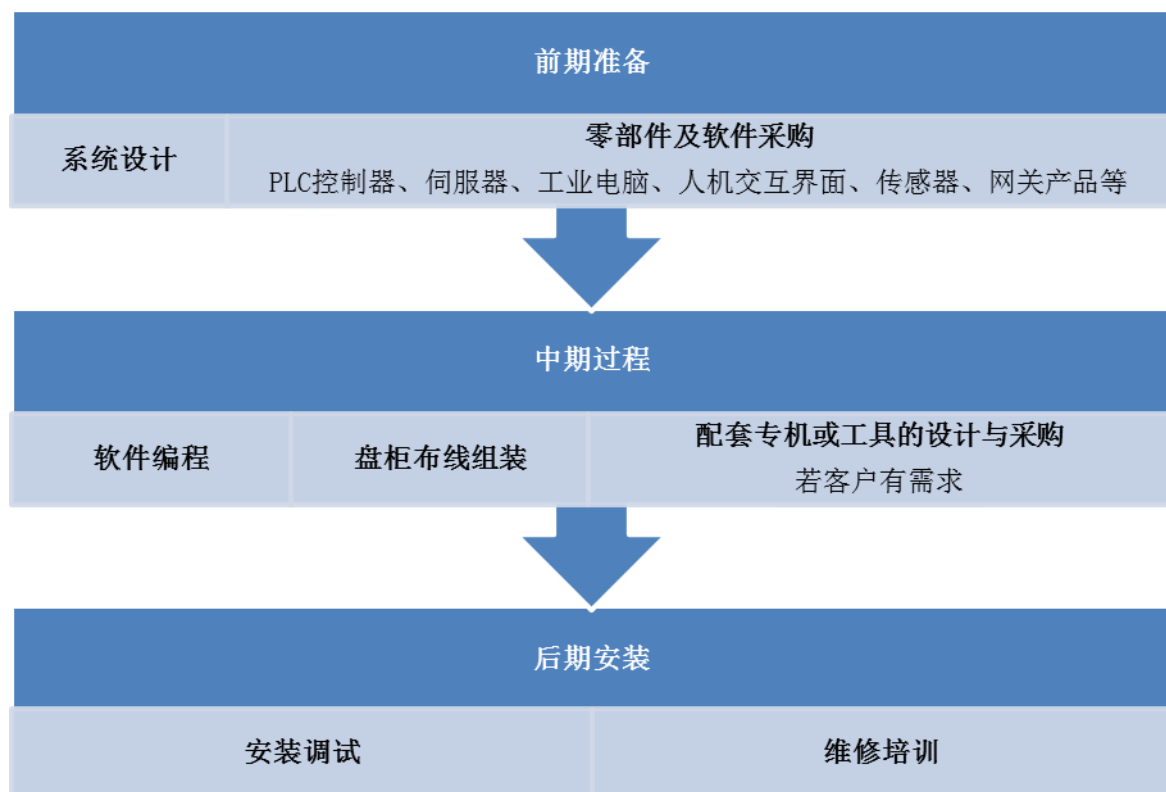 前期准备
系统设计
零部件及软件采购
PLC控制器、伺服器、工业电脑、人机交互界面、传感器、网关产品等
中期过程
软件编程
盘柜布线组装
配套专机或工具的设计与采购
若客户有需求
后期安装
安装调试
维修培训